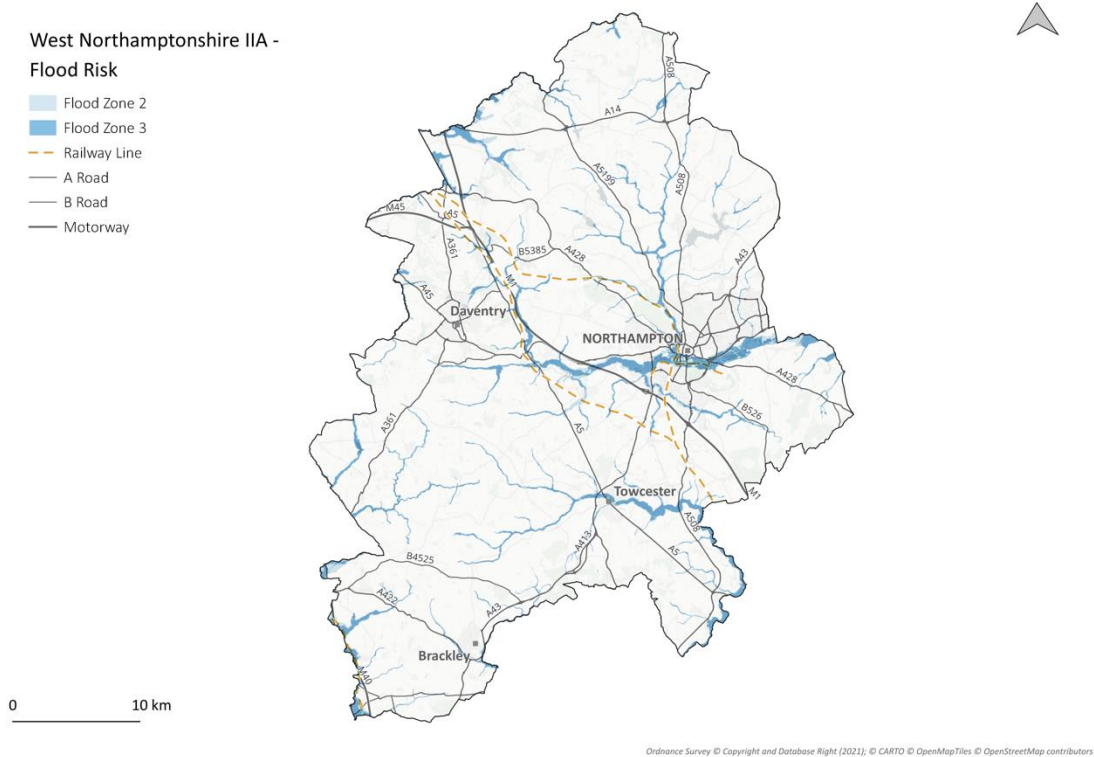 West Northamptonshire IIA -
Flood Risk
Flood Zone 2
Flood Zone 3
Railway Line
A Road
B Road
Motorway
A508
A14
A5199
A508
M45
A5
A361
B5385
A428
A43
M1
A45
Daventry
NORTHAMPTON
A428
B526
A361
A5
Towcester
M1
A508
A413
A5
B4525
A422
A43
Brackley
M40
0 10 km
Ordnance Survey © Copyright and Database Right (2021); © CARTO © OpenMapTiles © OpenStreetMap contributors